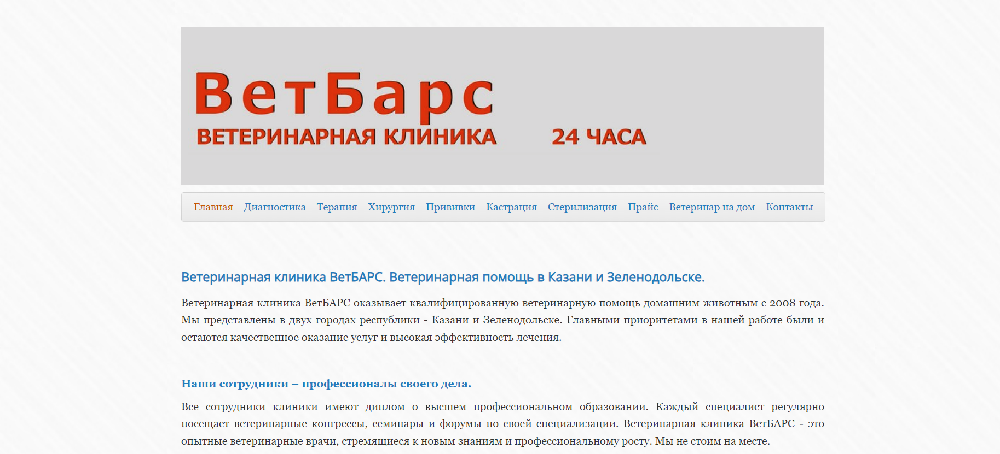 ВетБарс
ВЕТЕРИНАРНАЯ КЛИНИКА 24 ЧАСА
Главная Диагностика Терапия Хирургия Прививки Кастрация Стерилизация Прайс Ветеринар на дом Контакты
Ветеринарная клиника ВетБАРС. Ветеринарная помощь в Казани и Зеленодольске.
Ветеринарная клиника ВетБАРС оказывает квалифицированную ветеринарную помощь домашним животным с 2008 года.
Мы представлены в двух городах республики - Казани и Зеленодольске. Главными приоритетами в нашей работе были и
остаются качественное оказание услуг и высокая эффективность лечения.
Наши сотрудники – профессионалы своего дела.
Все сотрудники клиники имеют диплом о высшем профессиональном образовании. Каждый специалист регулярно
посещает ветеринарные конгрессы, семинары и форумы по своей специализации. Ветеринарная клиника ВетБАРС - это
опытные ветеринарные врачи, стремящиеся к новым знаниям и профессиональному росту. Мы не стоим на месте.